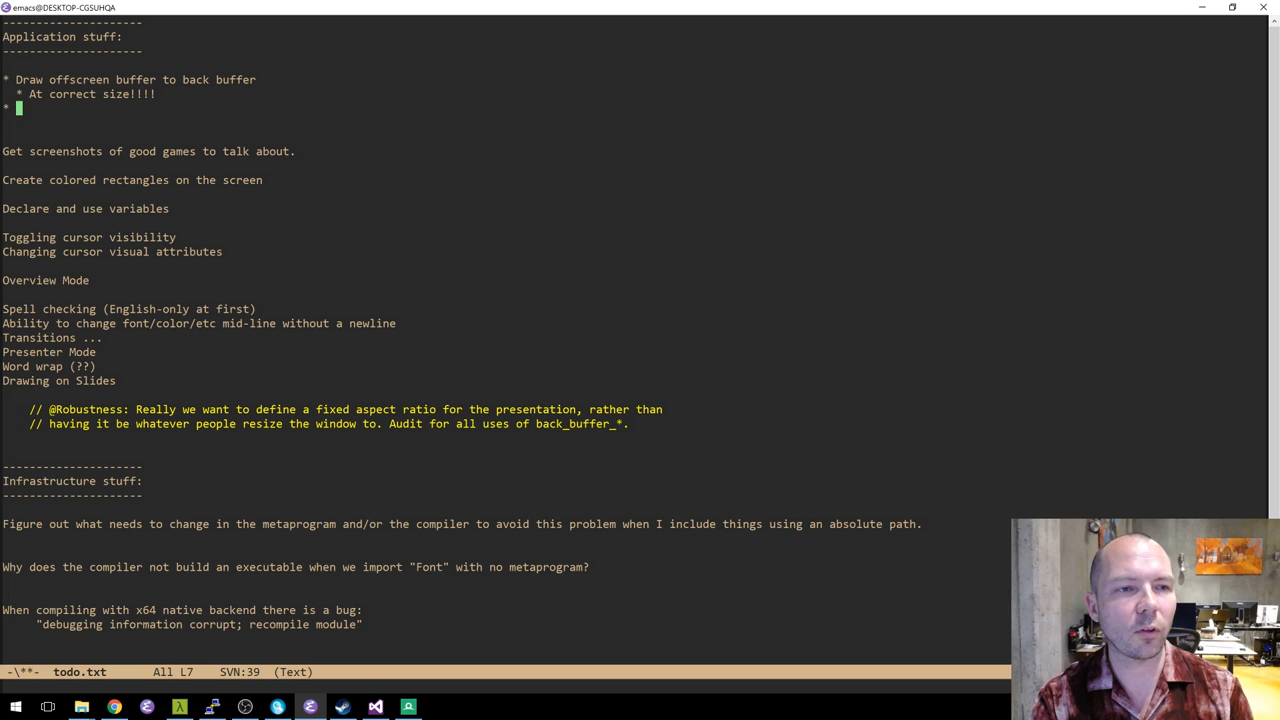 emacs@DESKTOP-CGSUHQA
---------------------
Application stuff:
---------------------
* Draw offscreen buffer to back buffer
* At correct size!!!!
*
Get screenshots of good games to talk about.
Create colored rectangles on the screen
Declare and use variables
Toggling cursor visibility
Changing cursor visual attributes
Overview Mode
Spell checking (English-only at first)
Ability to change font/color/etc mid-line without a newline
Transitions ...
Presenter Mode
Word wrap (??)
Drawing on Slides
// @Robustness: Really we want to define a fixed aspect ratio for the presentation, rather than
// having it be whatever people resize the window to. Audit for all uses of back_buffer_*.
---------------------
Infrastructure stuff:
---------------------
Figure out what needs to change in the metaprogram and/or the compiler to avoid this problem when I include things using an absolute path.
Why does the compiler not build an executable when we import "Font" with no metaprogram?
When compiling with x64 native backend there is a bug:
"debugging information corrupt; recompile module"
-\**- todo.txt All L7 SVN:39 (Text)